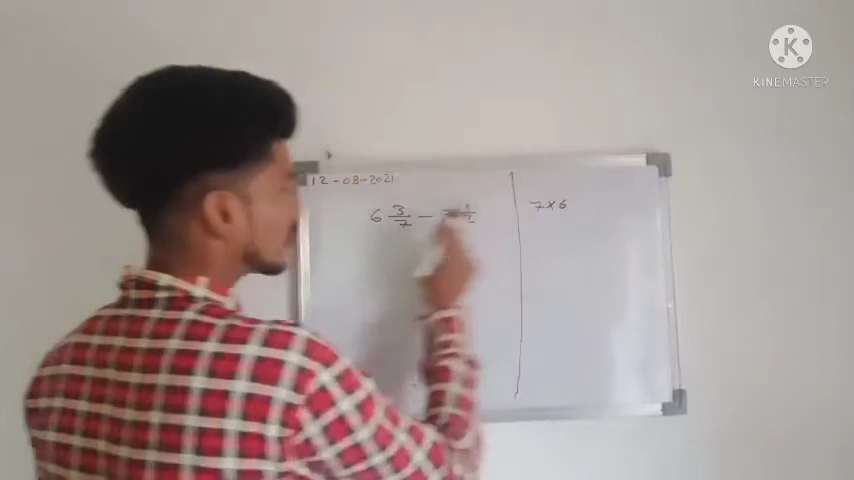 K
KINEMASTER
12-08-2021
6 3/7 -
7×6